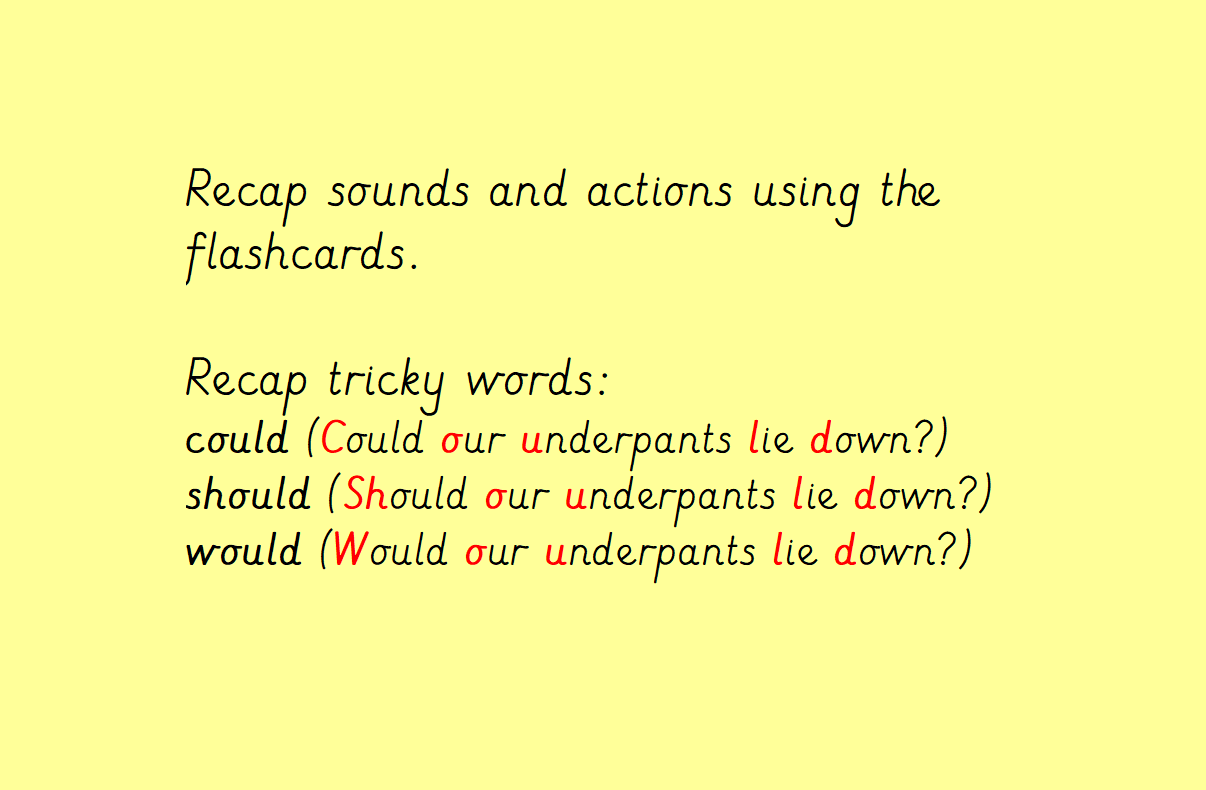 Recap sounds and actions using the
flashcards.
Recap tricky words:
could (Could our underpants lie down?)
should (Should our underpants lie down?)
would (Would our underpants lie down?)